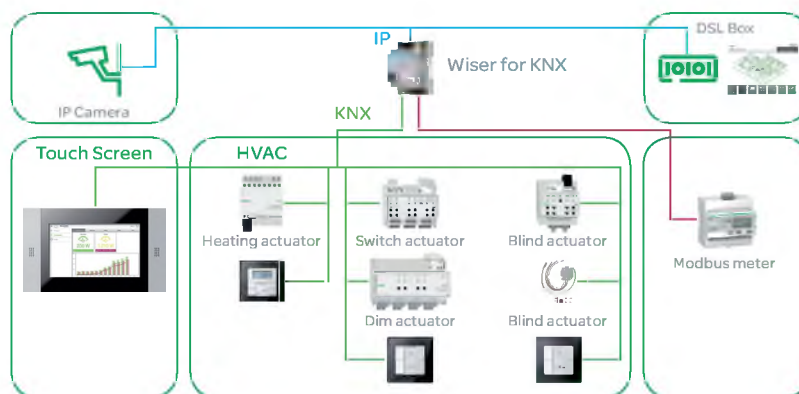 DSL Box
IP
Wiser for KNX
10101
IP Camera
KNX
Touch Screen
HVAC
Heating actuator
Switch actuator
Blind actuator
Modbus meter
Dim actuator
Blind actuator